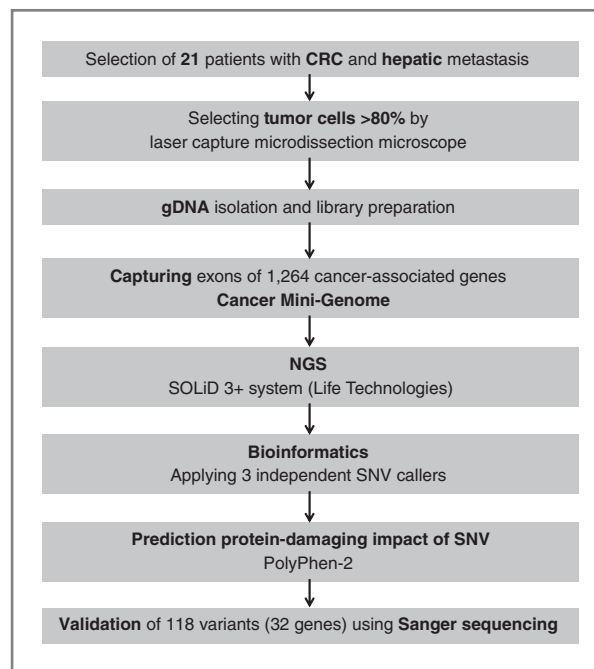 Selection of 21 patients with CRC and hepatic metastasis
Selecting tumor cells >80% by
laser capture microdissection microscope
gDNA isolation and library preparation
Capturing exons of 1,264 cancer-associated genes
Cancer Mini-Genome
NGS
SOLiD 3+ system (Life Technologies)
Bioinformatics
Applying 3 independent SNV callers
Prediction protein-damaging impact of SNV
PolyPhen-2
Validation of 118 variants (32 genes) using Sanger sequencing